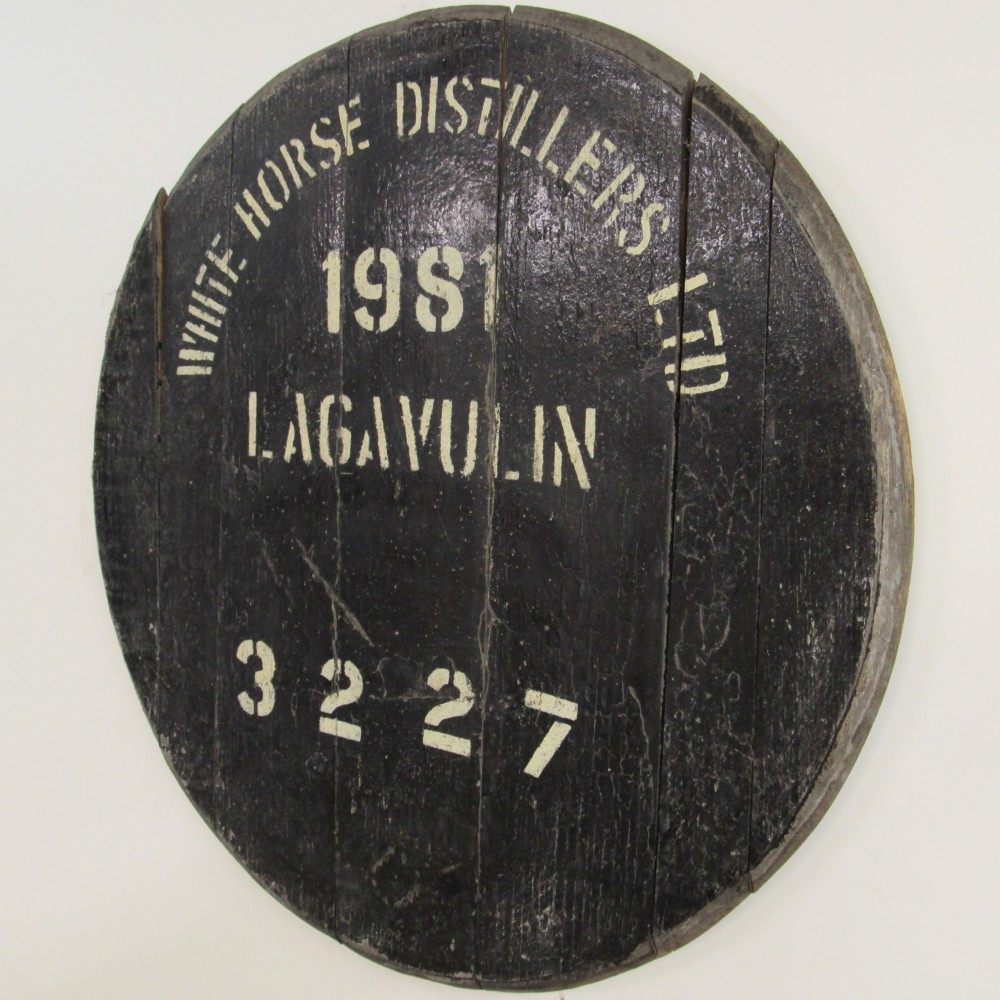 WHITE HORSE DISTILLERS LTD
1981
LAGAVULIN
3227